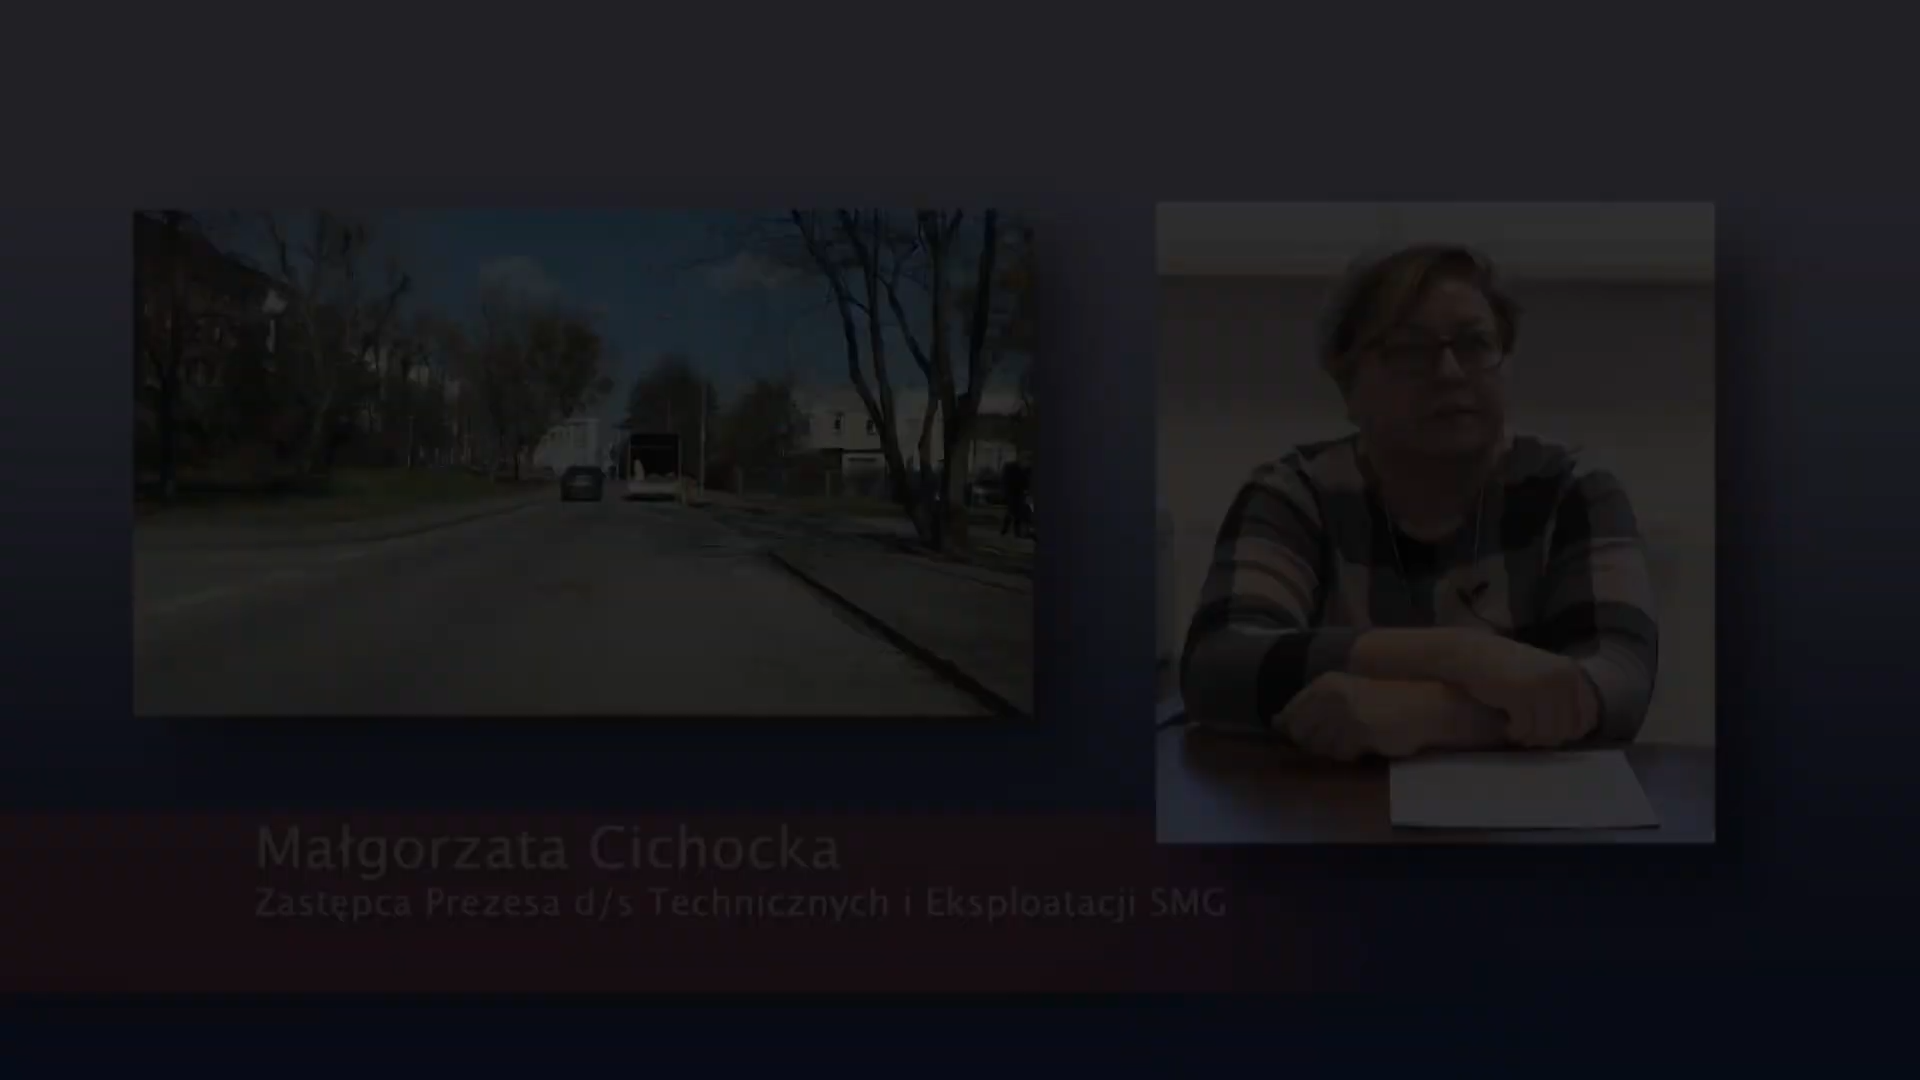 Małgorzata Cichocka
Zastępca Prezesa d/s Technicznych i Eksploatacji SMG